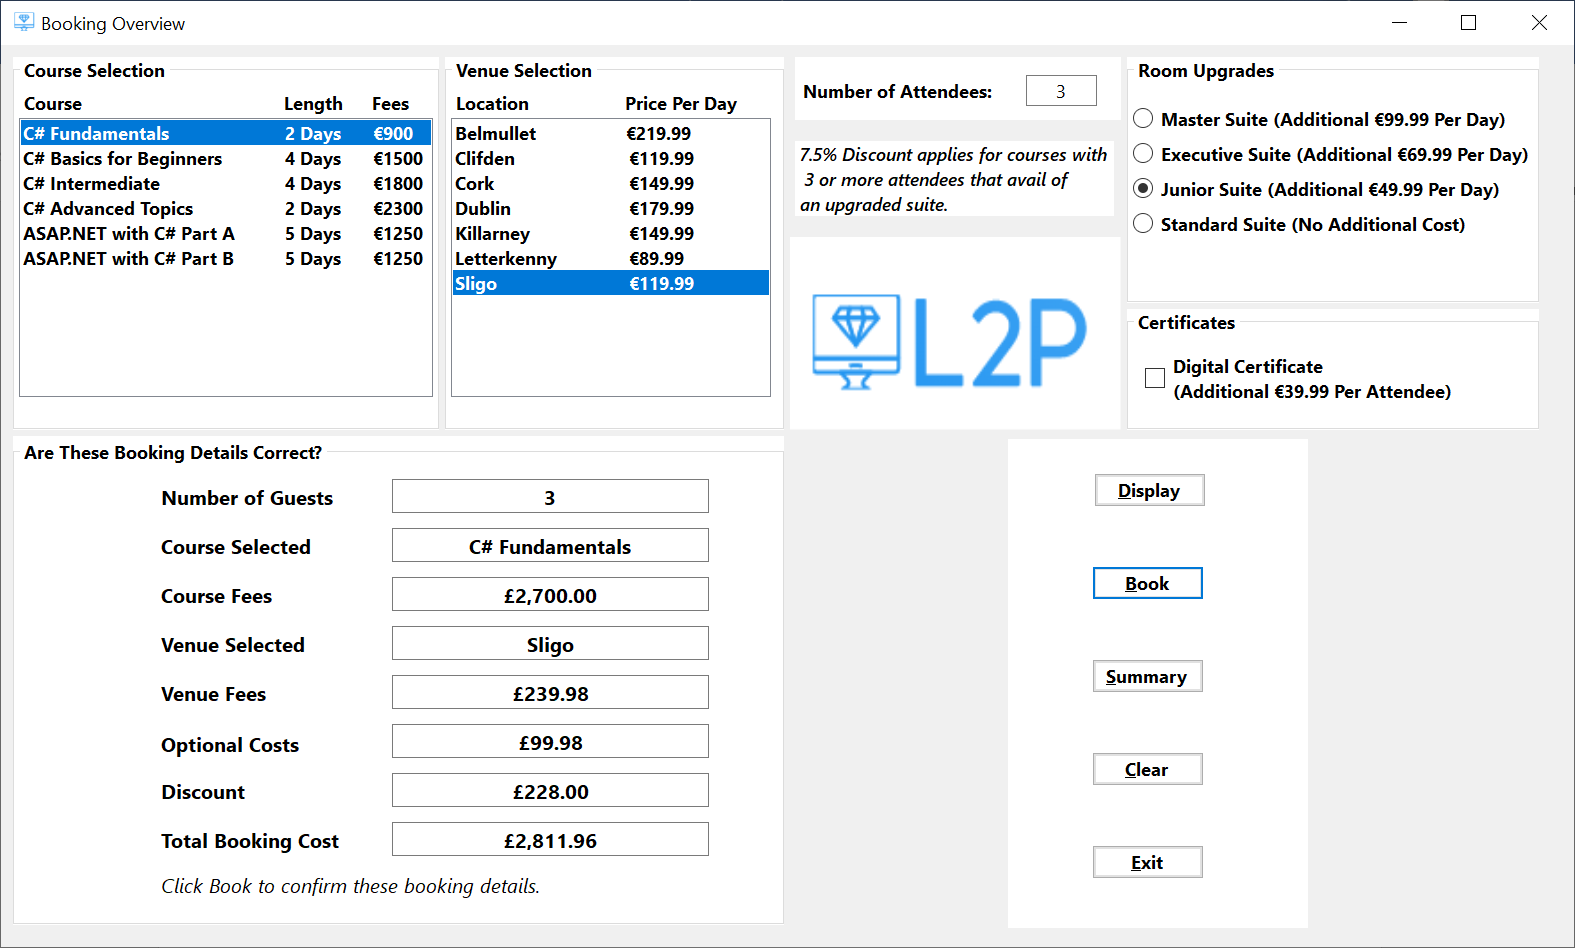 Booking Overview
Course Selection
Course Length Fees
C# Fundamentals 2 Days €900
C# Basics for Beginners 4 Days €1500
C# Intermediate 4 Days €1800
C# Advanced Topics 2 Days €2300
ASAP.NET with C# Part A 5 Days €1250
ASAP.NET with C# Part B 5 Days €1250
Venue Selection
Location Price Per Day
Belmullet €219.99
Clifden €119.99
Cork €149.99
Dublin €179.99
Killarney €149.99
Letterkenny €89.99
Sligo €119.99
Number of Attendees: 3
7.5% Discount applies for courses with
3 or more attendees that avail of
an upgraded suite.
L2P
Room Upgrades
Master Suite (Additional €99.99 Per Day)
Executive Suite (Additional €69.99 Per Day)
Junior Suite (Additional €49.99 Per Day)
Standard Suite (No Additional Cost)
Certificates
Digital Certificate
(Additional €39.99 Per Attendee)
Are These Booking Details Correct?
Number of Guests 3
Course Selected C# Fundamentals
Course Fees £2,700.00
Venue Selected Sligo
Venue Fees £239.98
Optional Costs £99.98
Discount £228.00
Total Booking Cost £2,811.96
Click Book to confirm these booking details.
Display
Book
Summary
Clear
Exit